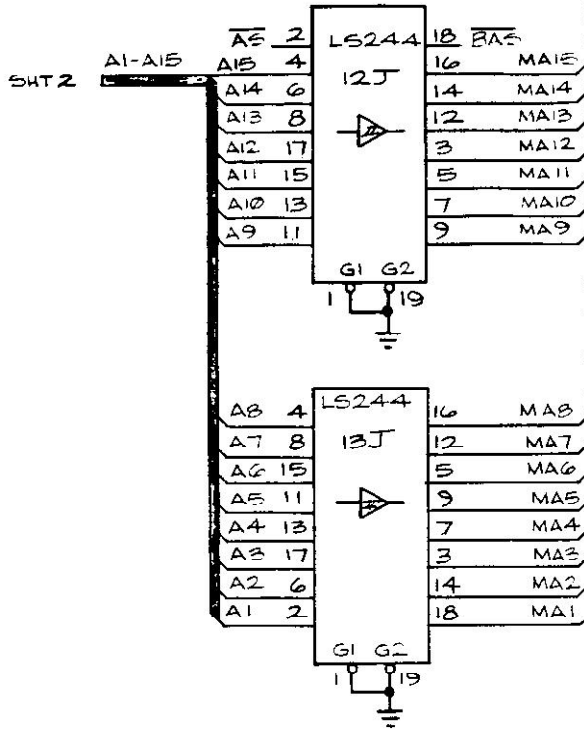 A̅S̅ 2 LS244 18 B̅A̅S̅
SHT 2 A1-A15 A15 4 12J 16 MA15
A14 6 14 MA14
A13 8 12 MA13
A12 17 3 MA12
A11 15 5 MA11
A10 13 7 MA10
A9 11 9 MA9
G1 G2
1 19
LS244
A8 4 16 MA8
A7 8 13J 12 MA7
A6 15 5 MA6
A5 11 9 MA5
A4 13 7 MA4
A3 17 3 MA3
A2 6 14 MA2
A1 2 18 MA1
G1 G2
1 19